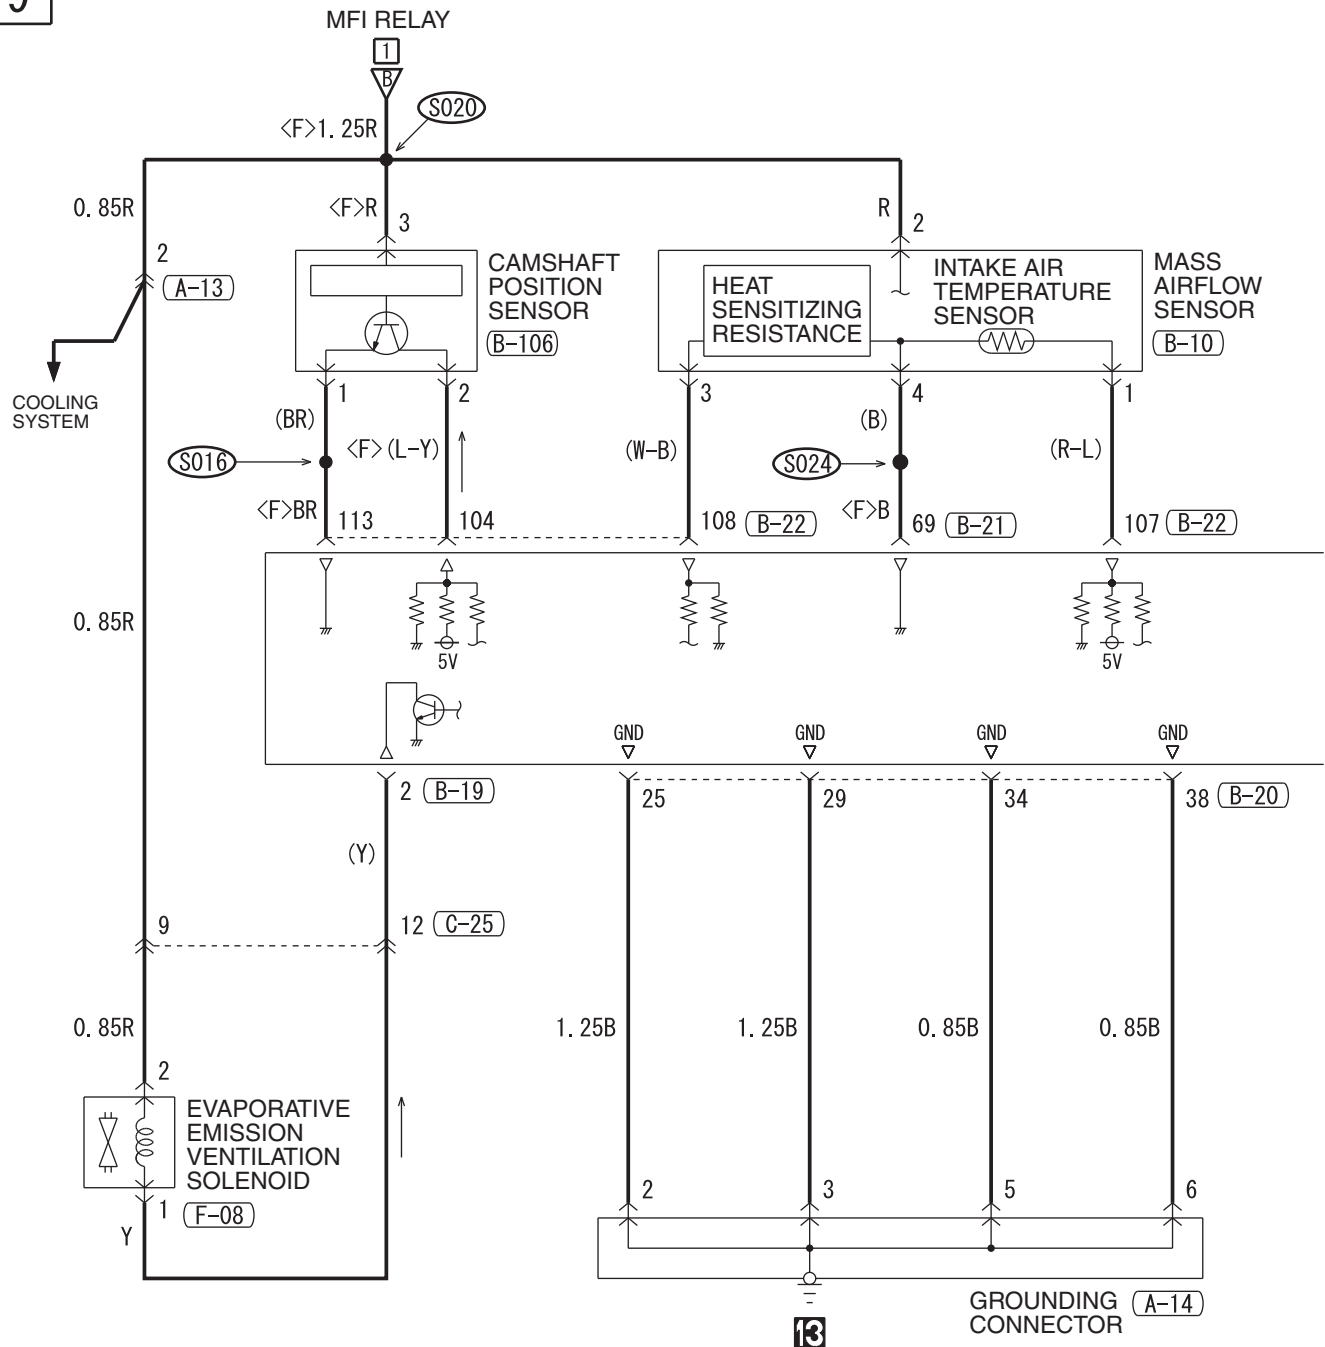 9
MFI RELAY
1
B
S020
<F>1.25R
0.85R
<F>R
3
R
2
2
A-13
CAMSHAFT
POSITION
SENSOR
B-106
HEAT
SENSITIZING
RESISTANCE
INTAKE AIR
TEMPERATURE
SENSOR
MASS
AIRFLOW
SENSOR
B-10
COOLING
SYSTEM
1
2
3
4
1
(BR)
<F>(L-Y)
(W-B)
(B)
(R-L)
S016
S024
<F>BR
<F>B
113
104
108 B-22
69 B-21
107 B-22
0.85R
5V
5V
GND
GND
GND
GND
2 B-19
25
29
34
38 B-20
(Y)
9
12 C-25
0.85R
1.25B
1.25B
0.85B
0.85B
2
EVAPORATIVE
EMISSION
VENTILATION
SOLENOID
1
F-08
Y
2
3
5
6
GROUNDING
CONNECTOR
A-14
13